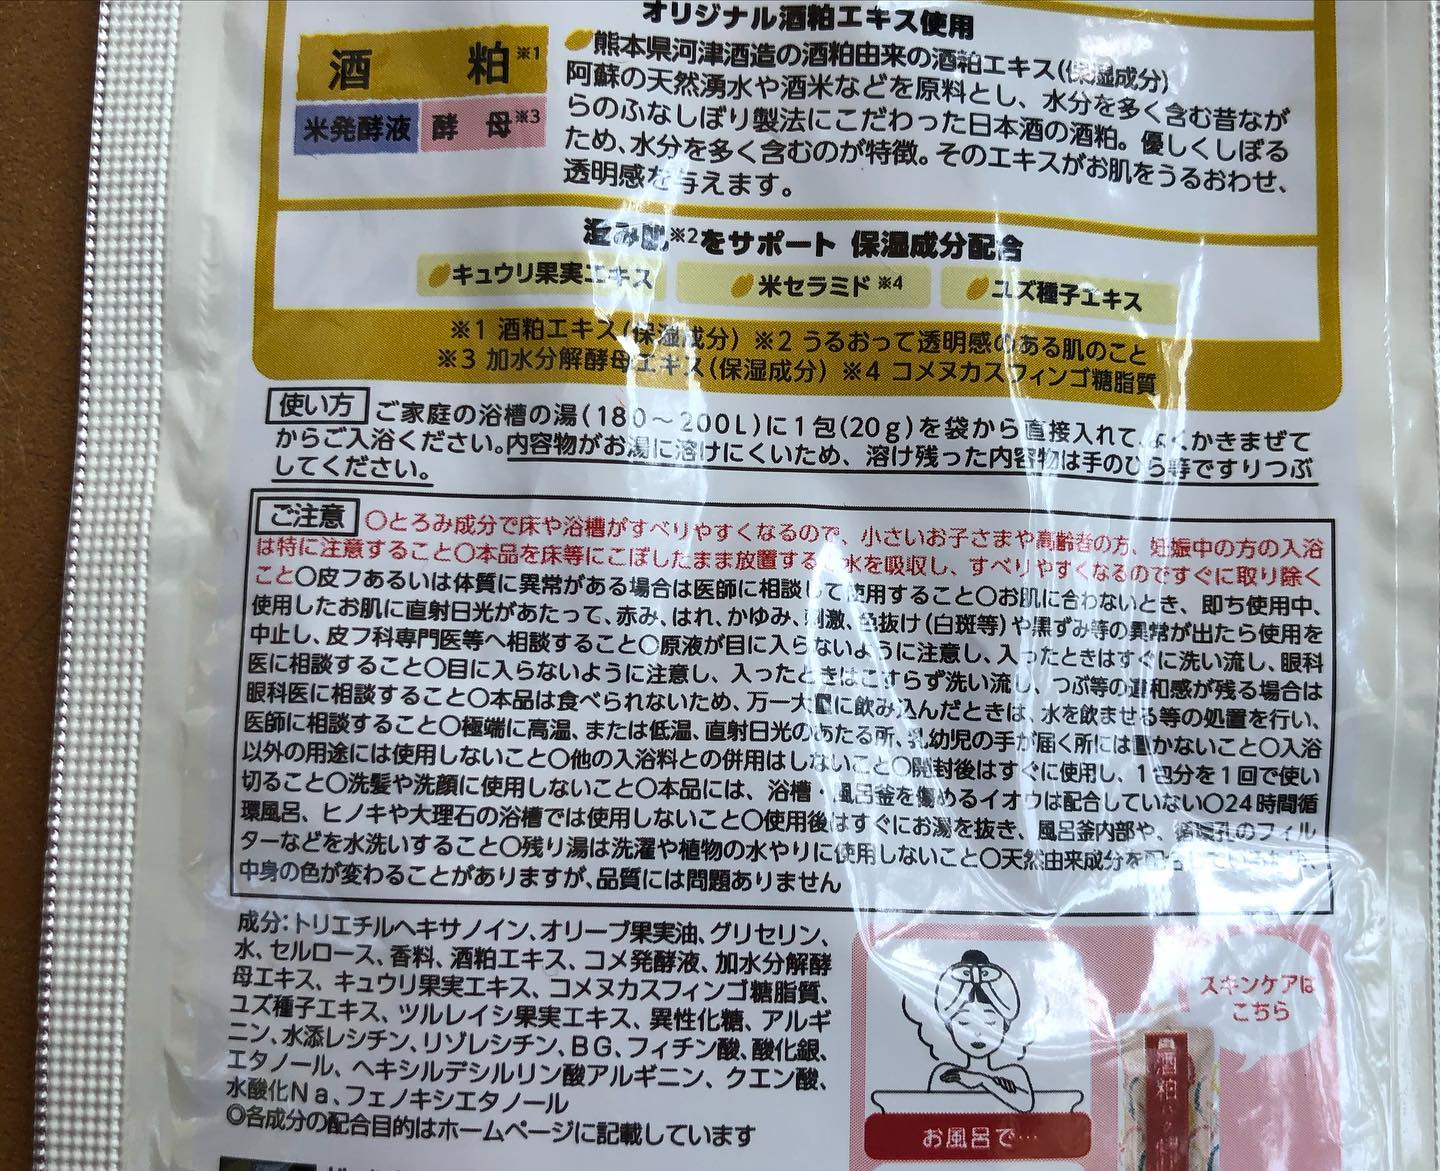 オリジナル酒粕エキス使用
酒 粕※1
米発酵液 酵 母※3
熊本県河津酒造の酒粕由来の酒粕エキス(保湿成分)
阿蘇の天然湧水や酒米などを原料とし、水分を多く含む昔なが
らのふなしぼり製法にこだわった日本酒の酒粕。優しくしぼる
ため、水分を多く含むのが特徴。そのエキスがお肌をうるおわせ、
透明感を与えます。
澄み肌※2をサポート 保湿成分配合
キュウリ果実エキス 米セラミド※4 ユズ種子エキス
※1 酒粕エキス(保湿成分) ※2 うるおって透明感のある肌のこと
※3 加水分解酵母エキス(保湿成分) ※4 コメヌカスフィンゴ糖脂質
使い方 ご家庭の浴槽の湯(180～200L)に1包(20g)を袋から直接入れて、よくかきまぜて
からご入浴ください。内容物がお湯に溶けにくいため、溶け残った内容物は手のひら等ですりつぶ
してください。
ご注意 〇とろみ成分で床や浴槽がすべりやすくなるので、小さいお子さまや高齢者の方、妊娠中の方の入浴
は特に注意すること〇本品を床等にこぼしたまま放置すると水を吸収し、すべりやすくなるのですぐに取り除く
こと〇皮フあるいは体質に異常がある場合は医師に相談して使用すること〇お肌に合わないとき、即ち使用中、
使用したお肌に直射日光があたって、赤み、はれ、かゆみ、刺激、色抜け(白斑等)や黒ずみ等の異常が出たら使用を
中止し、皮フ科専門医等へ相談すること〇原液が目に入らないように注意し、入ったときはすぐに洗い流し、眼科
医に相談すること〇目に入らないように注意し、入ったときはこすらず洗い流し、つぶ等の違和感が残る場合は
眼科医に相談すること〇本品は食べられないため、万一大量に飲み込んだときは、水を飲ませる等の処置を行い、
医師に相談すること〇極端に高温、または低温、直射日光のあたる所、乳幼児の手が届く所には置かないこと〇入浴
以外の用途には使用しないこと〇他の入浴料との併用はしないこと〇開封後はすぐに使用し、1包分を1回で使い
切ること〇洗髪や洗顔に使用しないこと〇本品には、浴槽・風呂釜を傷めるイオウは配合していない〇24時間循
環風呂、ヒノキや大理石の浴槽では使用しないこと〇使用後はすぐにお湯を抜き、風呂釜内部や、循環孔のフィル
ターなどを水洗いすること〇残り湯は洗濯や植物の水やりに使用しないこと〇天然由来成分を配合しているため、
中身の色が変わることがありますが、品質には問題ありません
成分:トリエチルヘキサノイン、オリーブ果実油、グリセリン、
水、セルロース、香料、酒粕エキス、コメ発酵液、加水分解酵
母エキス、キュウリ果実エキス、コメヌカスフィンゴ糖脂質、
ユズ種子エキス、ツルレイシ果実エキス、異性化糖、アルギ
ニン、水添レシチン、リゾレシチン、BG、フィチン酸、酸化銀、
エタノール、ヘキシルデシルリン酸アルギニン、クエン酸、
水酸化Na、フェノキシエタノール
◎各成分の配合目的はホームページに記載しています
スキンケアは
こちら
酒粕
お風呂で…